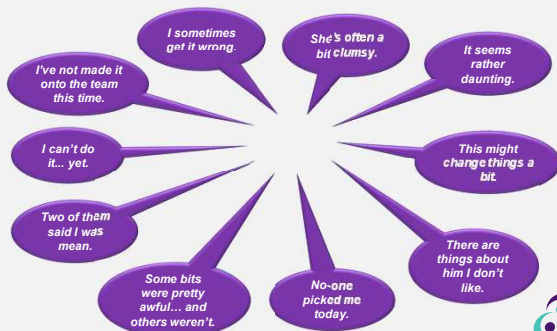 I sometimes
get it wrong.
She's often a
bit clumsy.
It seems
rather
daunting.
I've not made it
onto the team
this time.
I can't do
it... yet.
This might
change things a
bit.
Two of them
said I was
mean.
There are
things about
him I don't
like.
Some bits
were pretty
awful... and
others weren't.
No-one
picked me
today.